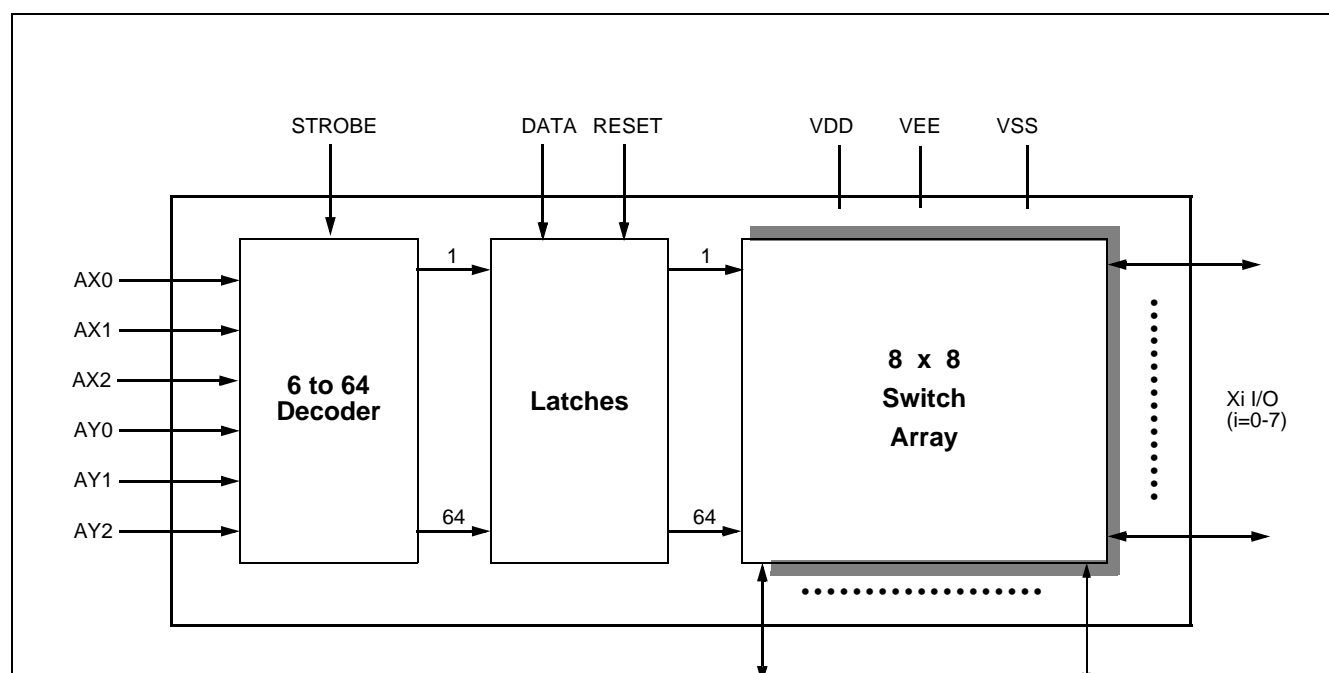 STROBE
DATA RESET
VDD VEE VSS
AX0
AX1
AX2
AY0
AY1
AY2
6 to 64
Decoder
1
64
Latches
1
64
8 x 8
Switch
Array
Xi I/O
(i=0-7)